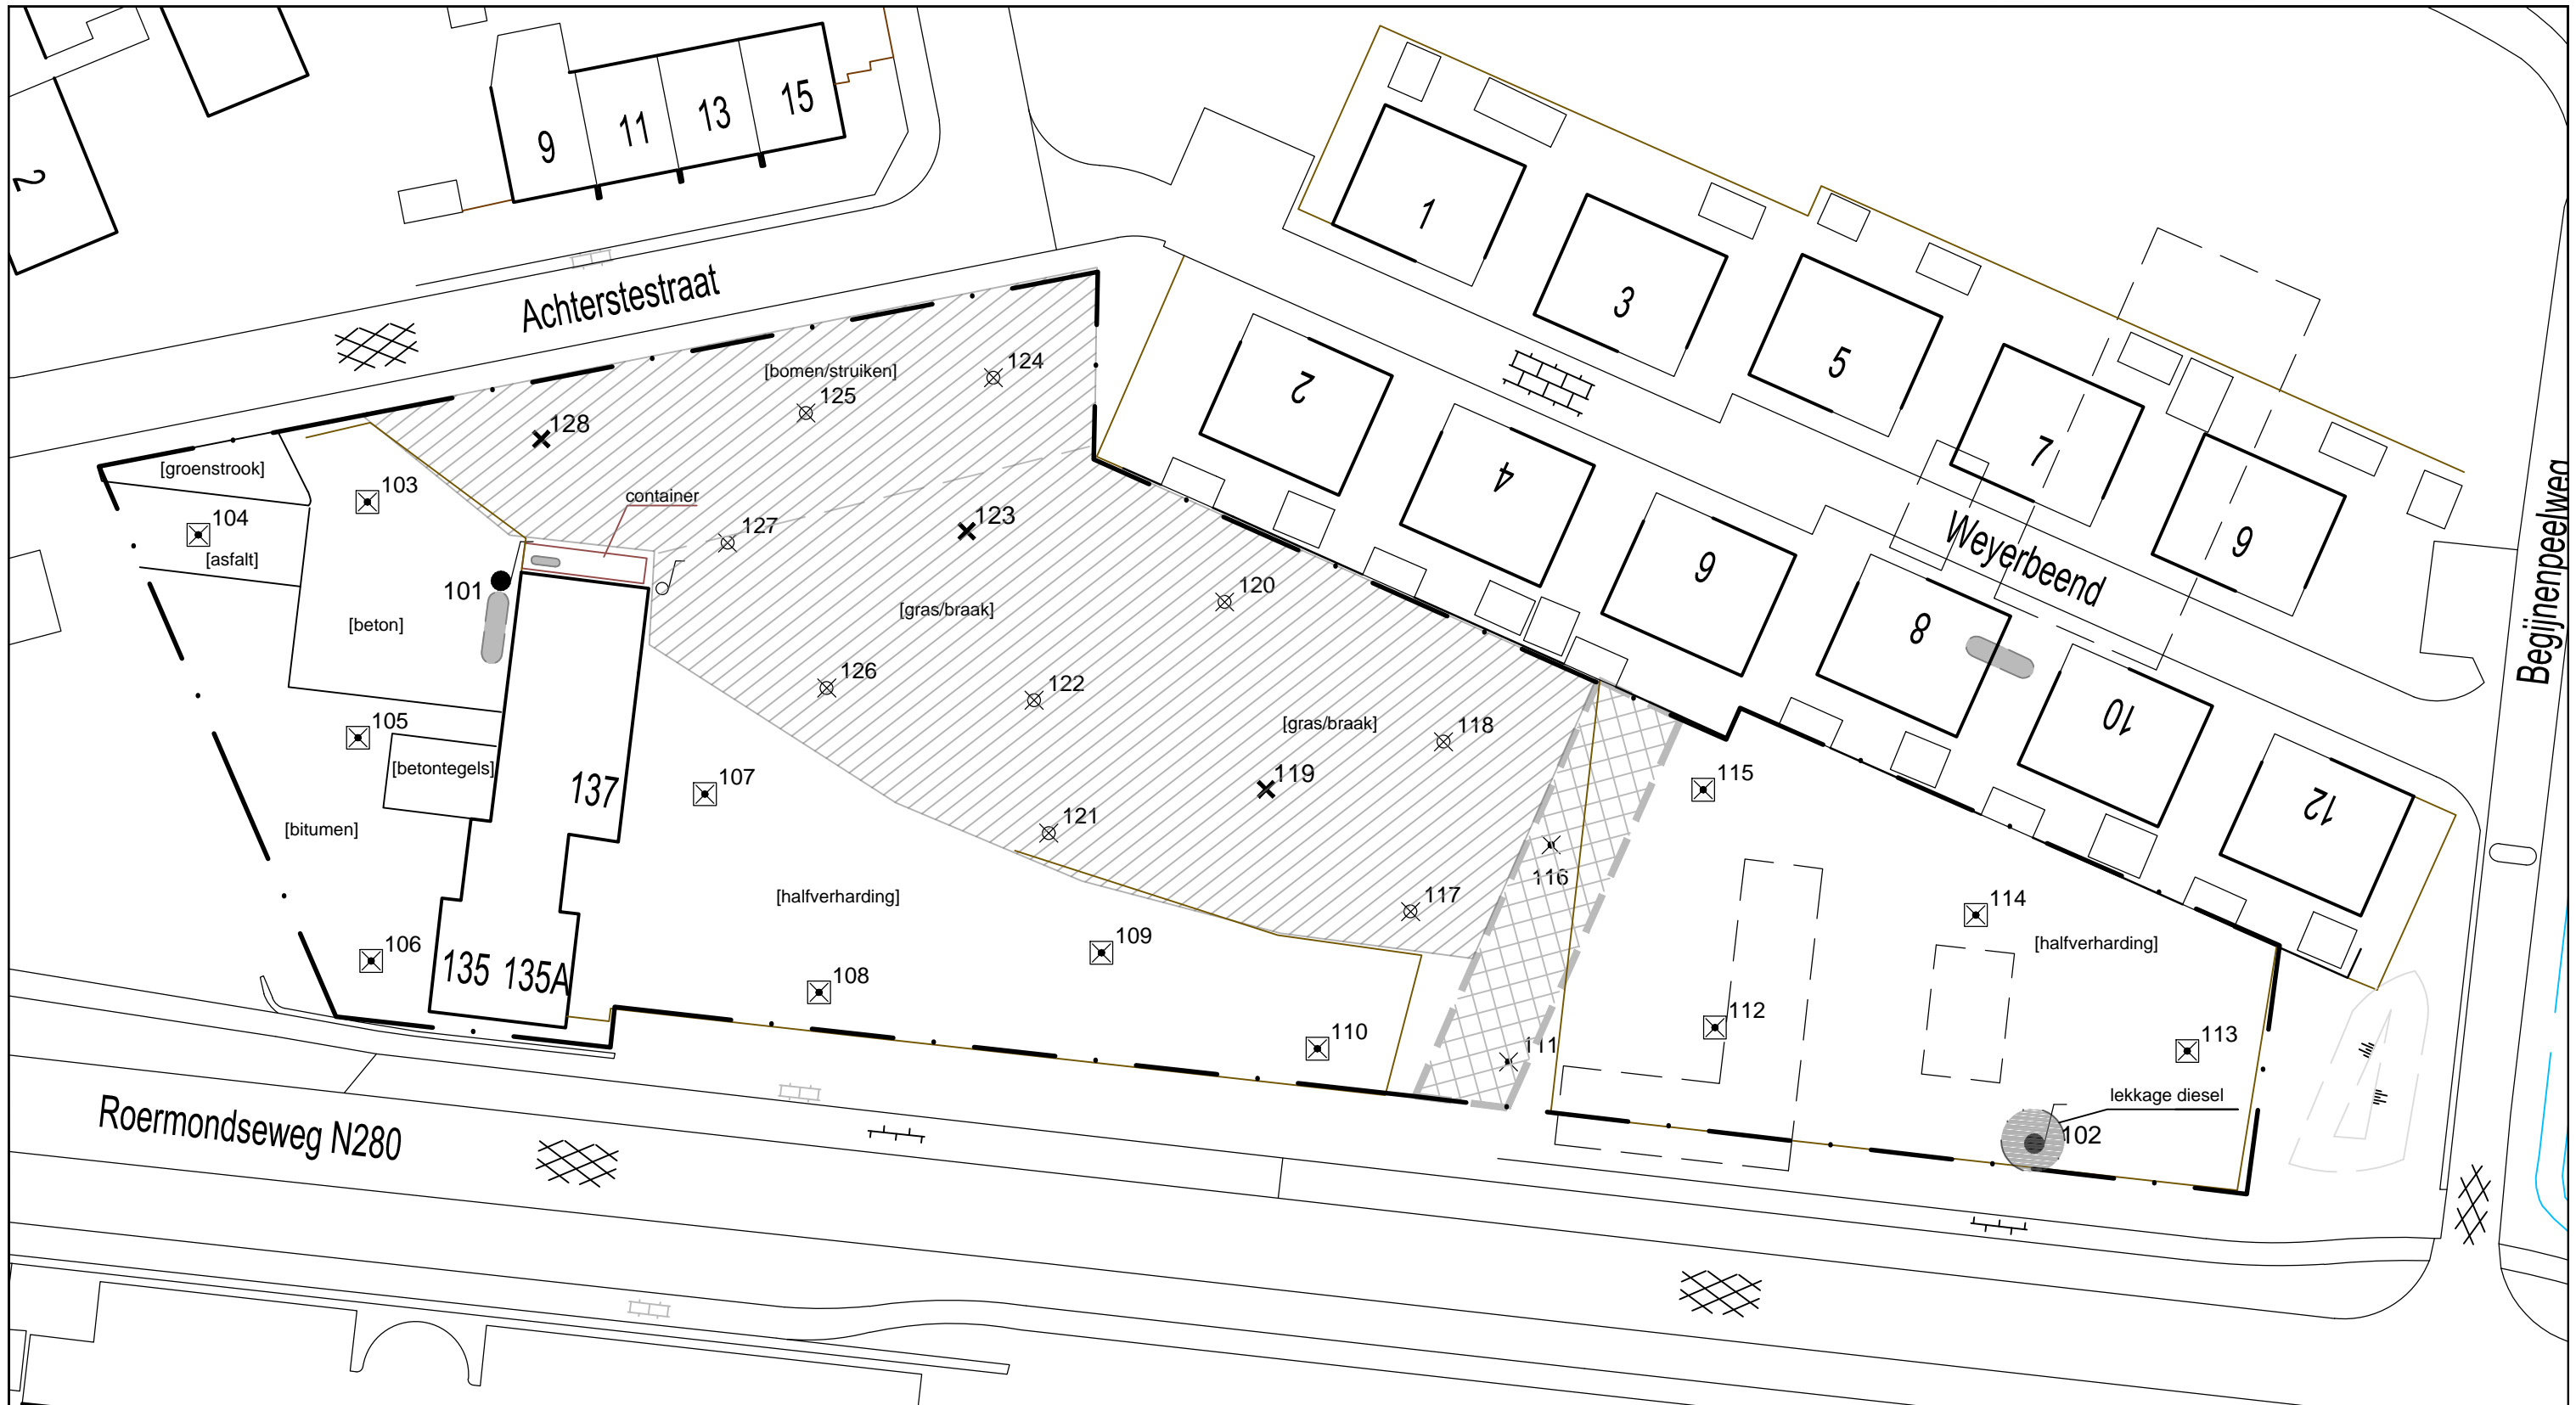 2
9
11
13
15
Achterstestraat
1
3
5
7
9
2
4
6
8
10
12
Weyerbeend
Begijnenpeelweg
[bomen/struiken]
124
125
128
[groenstrook]
103
104
[asfalt]
container
127
123
101
[beton]
[gras/braak]
120
126
122
[gras/braak]
118
105
[betontegels]
137
107
119
115
[bitumen]
121
116
[halfverharding]
117
114
[halfverharding]
106
135
135A
108
109
110
111
112
113
lekkage diesel
102
Roermondseweg N280